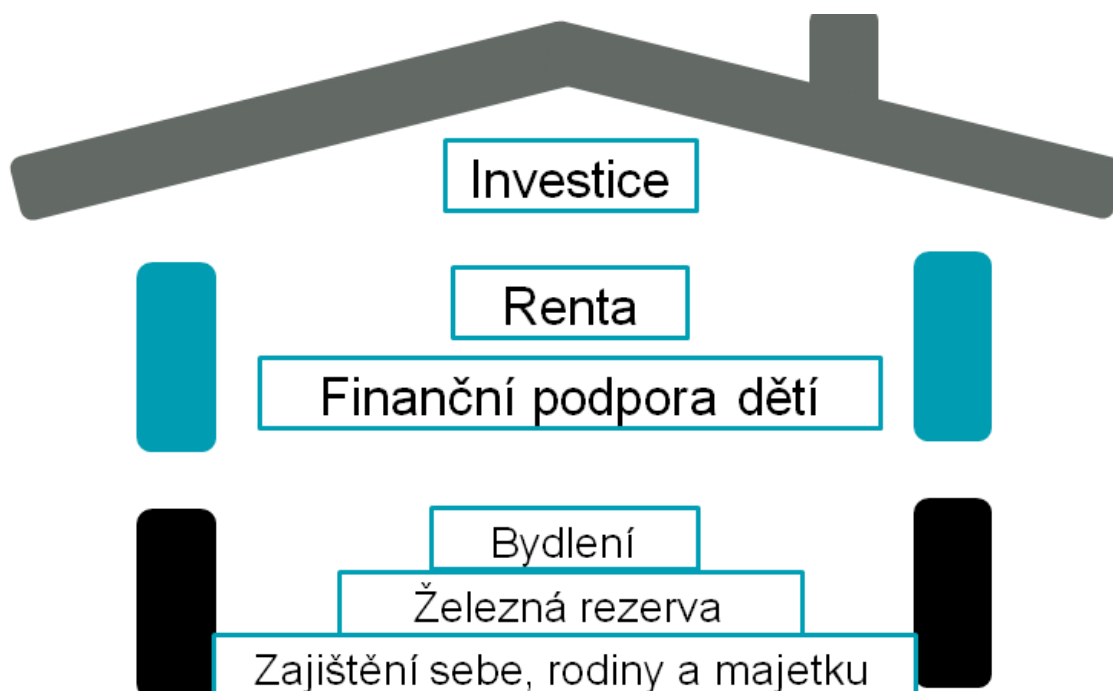 Investice
Renta
Finanční podpora dětí
Bydlení
Železná rezerva
Zajištění sebe, rodiny a majetku